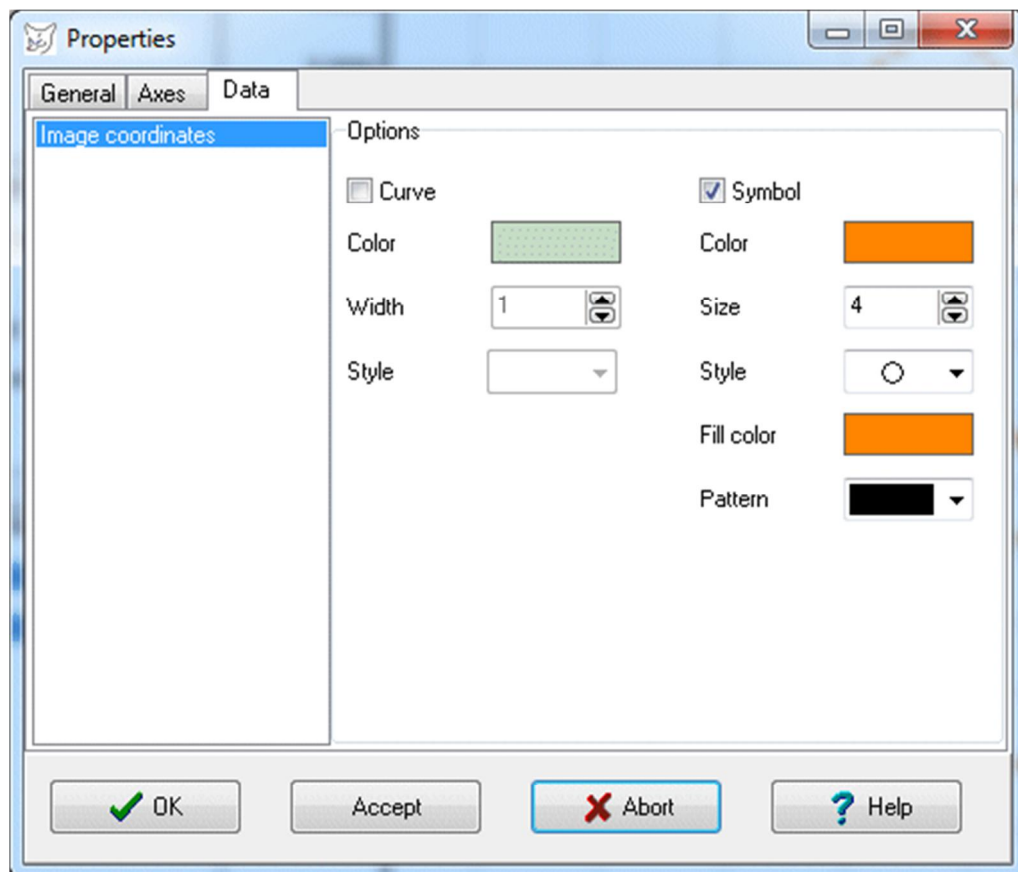 Properties
General Axes Data
Image coordinates
Options
Curve
Symbol
Color
Color
Width 1
Size 4
Style
Style
Fill color
Pattern
OK Accept Abort ? Help